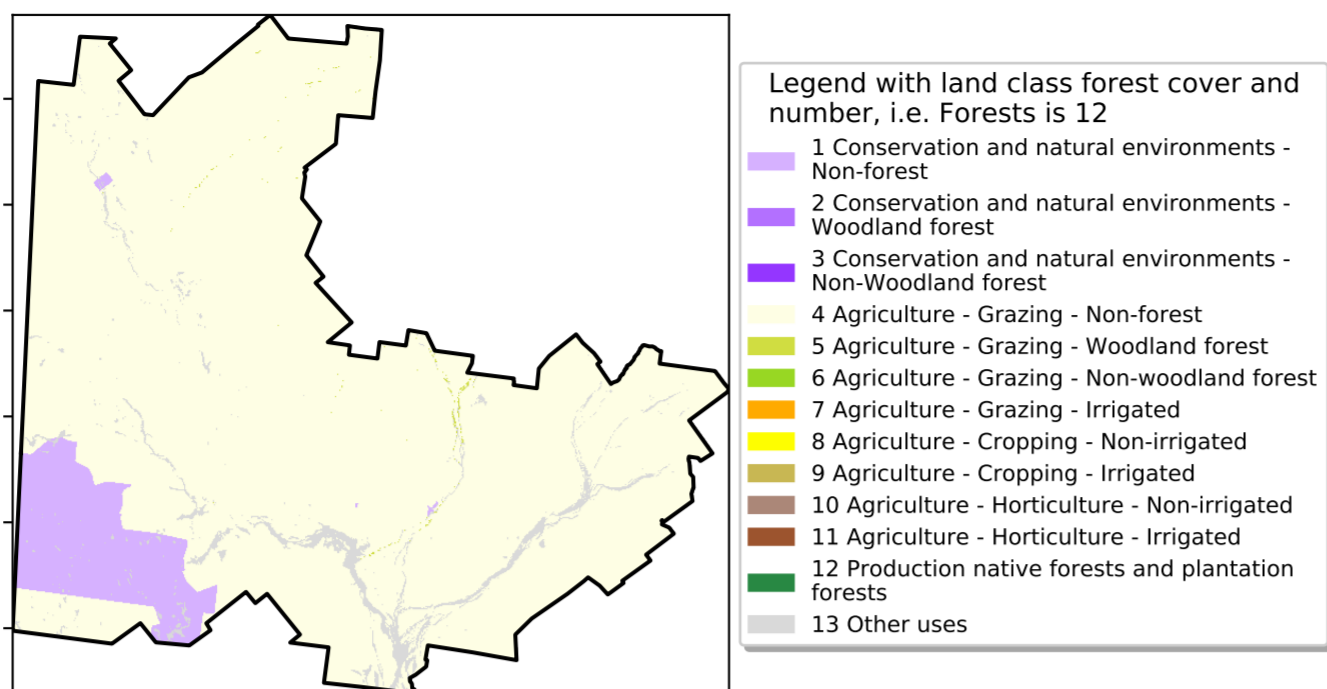 Legend with land class forest cover and
number, i.e. Forests is 12
1 Conservation and natural environments -
Non-forest
2 Conservation and natural environments -
Woodland forest
3 Conservation and natural environments -
Non-Woodland forest
4 Agriculture - Grazing - Non-forest
5 Agriculture - Grazing - Woodland forest
6 Agriculture - Grazing - Non-woodland forest
7 Agriculture - Grazing - Irrigated
8 Agriculture - Cropping - Non-irrigated
9 Agriculture - Cropping - Irrigated
10 Agriculture - Horticulture - Non-irrigated
11 Agriculture - Horticulture - Irrigated
12 Production native forests and plantation
forests
13 Other uses